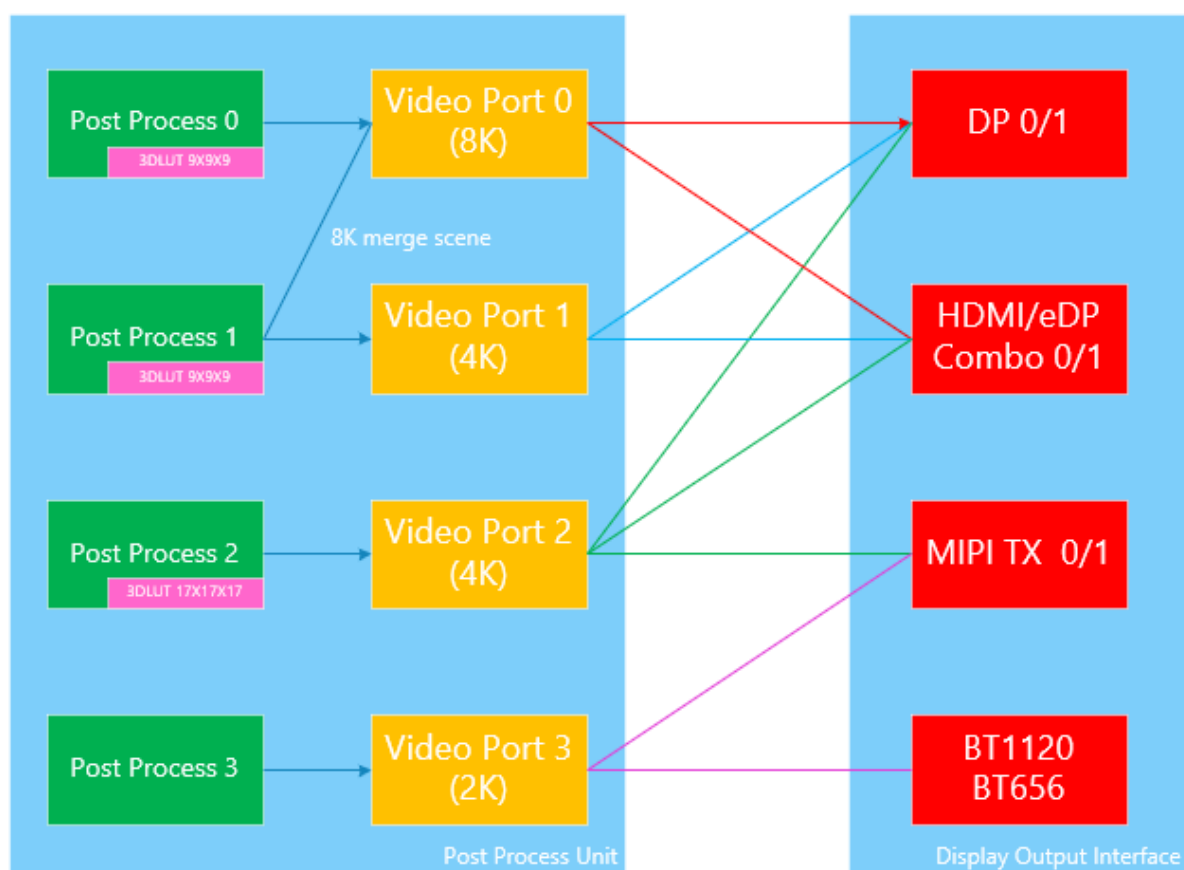 Post Process 0
3DLUT 9X9X9
Video Port 0
(8K)
DP 0/1
8K merge scene
Post Process 1
3DLUT 9X9X9
Video Port 1
(4K)
HDMI/eDP
Combo 0/1
Post Process 2
3DLUT 17X17X17
Video Port 2
(4K)
MIPI TX 0/1
Post Process 3
Video Port 3
(2K)
BT1120
BT656
Post Process Unit
Display Output Interface